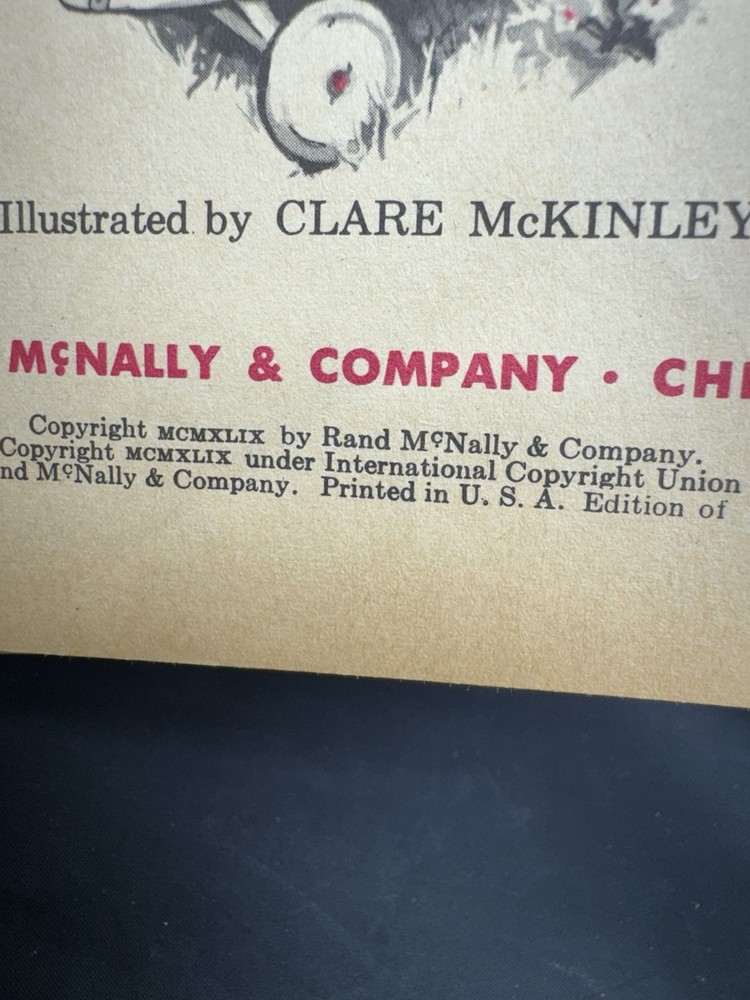 Illustrated by CLARE McKINLEY
McNALLY & COMPANY • CHI
Copyright MCMXLIX by Rand McNally & Company.
Copyright MCMXLIX under International Copyright Union
nd McNally & Company. Printed in U. S. A. Edition of